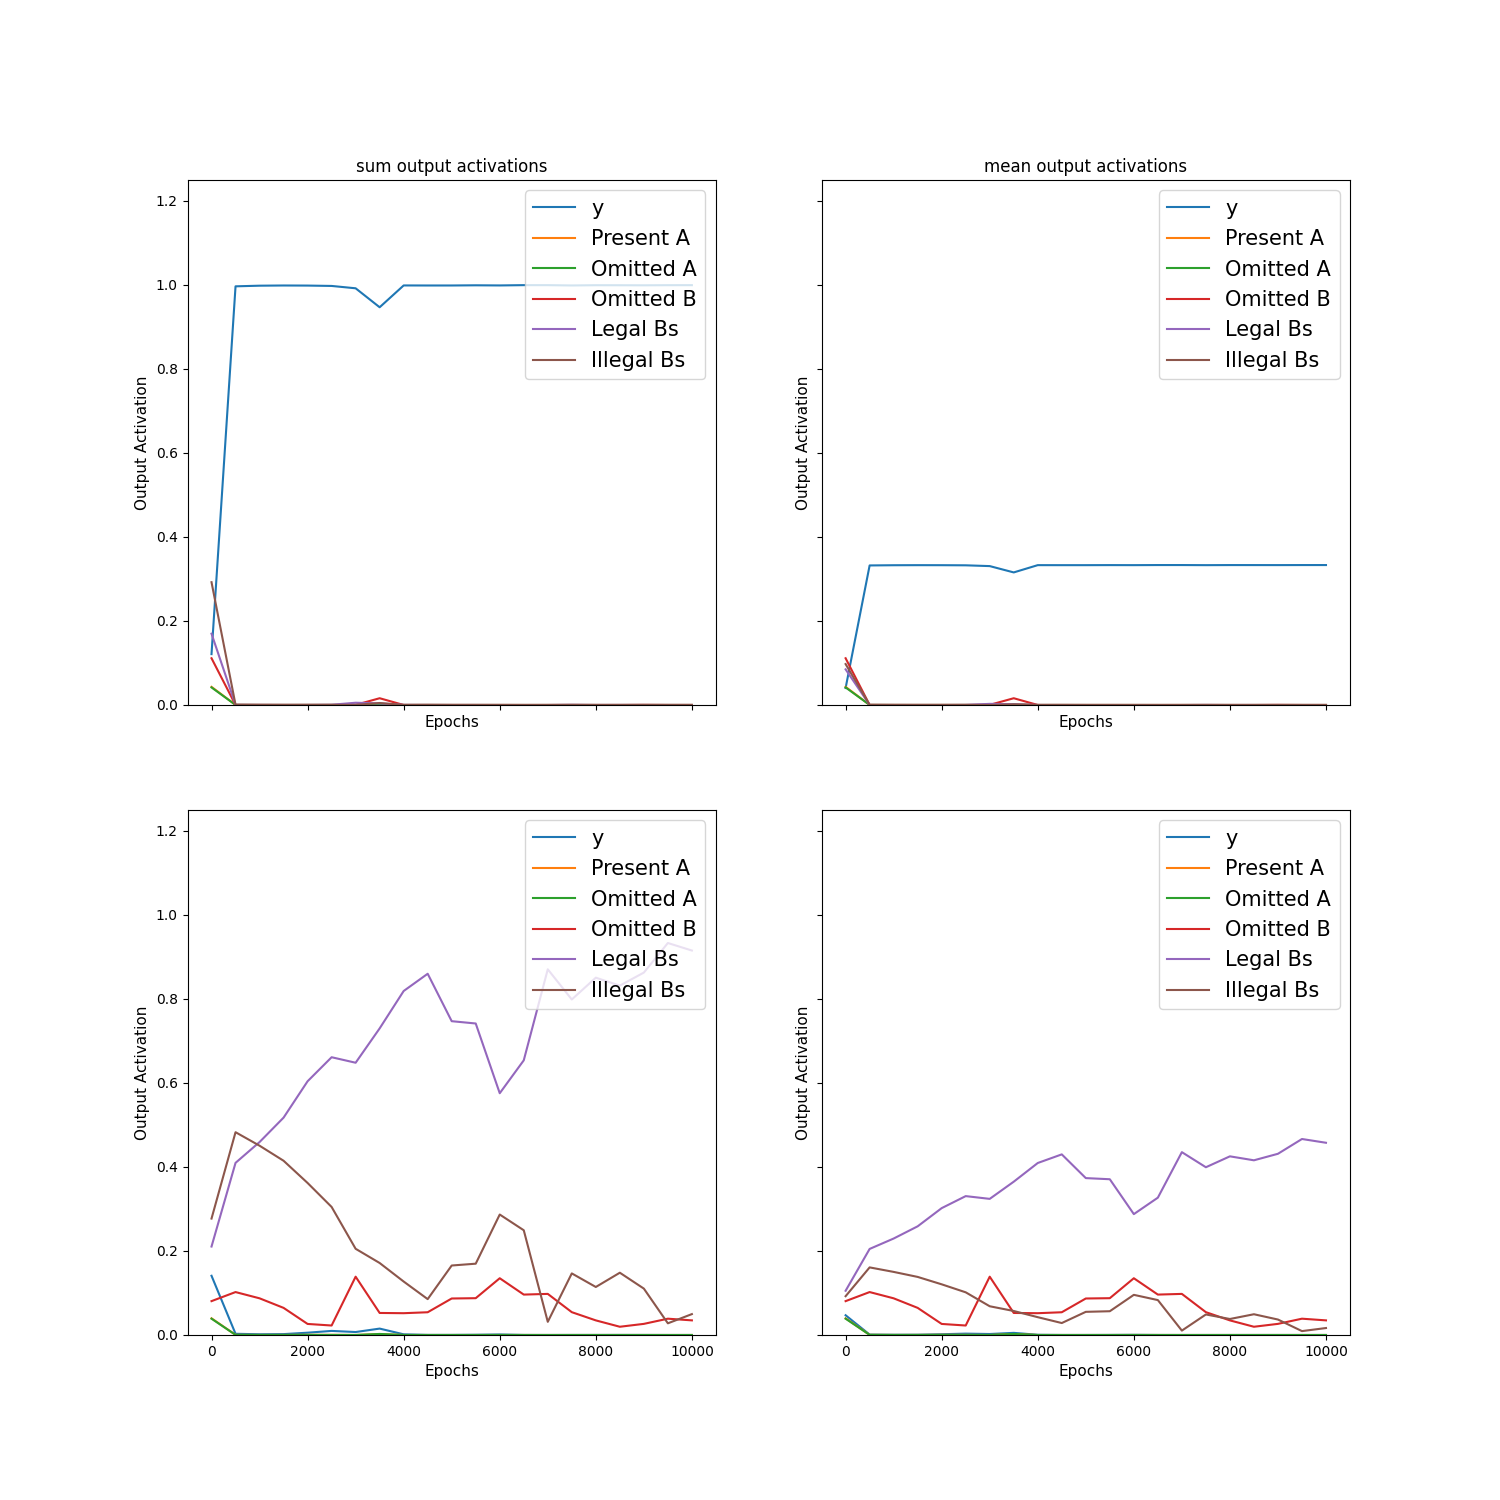 sum output activations
mean output activations
1.2
1.0
0.8
0.6
0.4
0.2
0.0
Output Activation
Epochs
y
Present A
Omitted A
Omitted B
Legal Bs
Illegal Bs
Output Activation
Epochs
y
Present A
Omitted A
Omitted B
Legal Bs
Illegal Bs
1.2
1.0
0.8
0.6
0.4
0.2
0.0
Output Activation
y
Present A
Omitted A
Omitted B
Legal Bs
Illegal Bs
0 2000 4000 6000 8000 10000
Epochs
Output Activation
y
Present A
Omitted A
Omitted B
Legal Bs
Illegal Bs
0 2000 4000 6000 8000 10000
Epochs